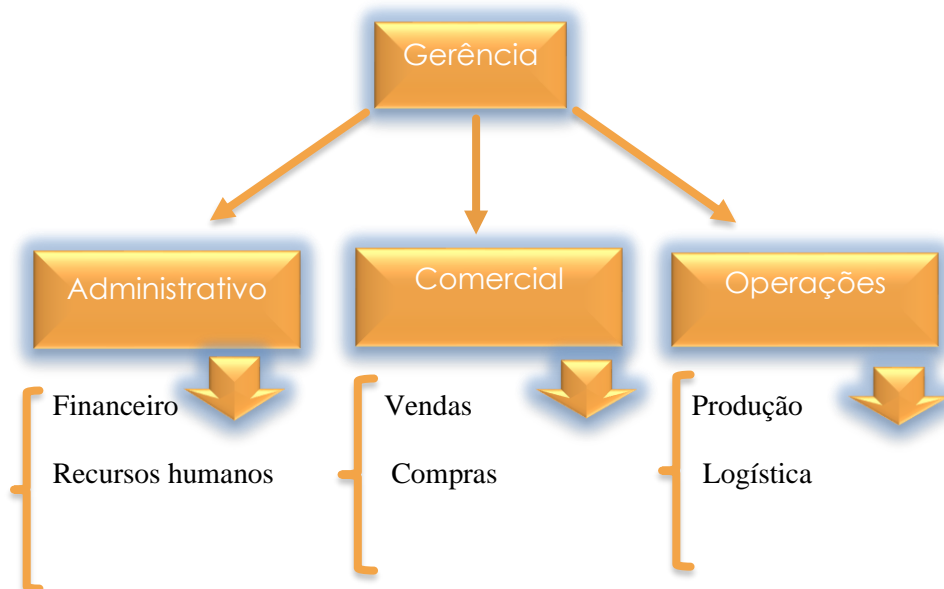 Gerência
Administrativo
Comercial
Operações
Financeiro
Recursos humanos
Vendas
Compras
Produção
Logística